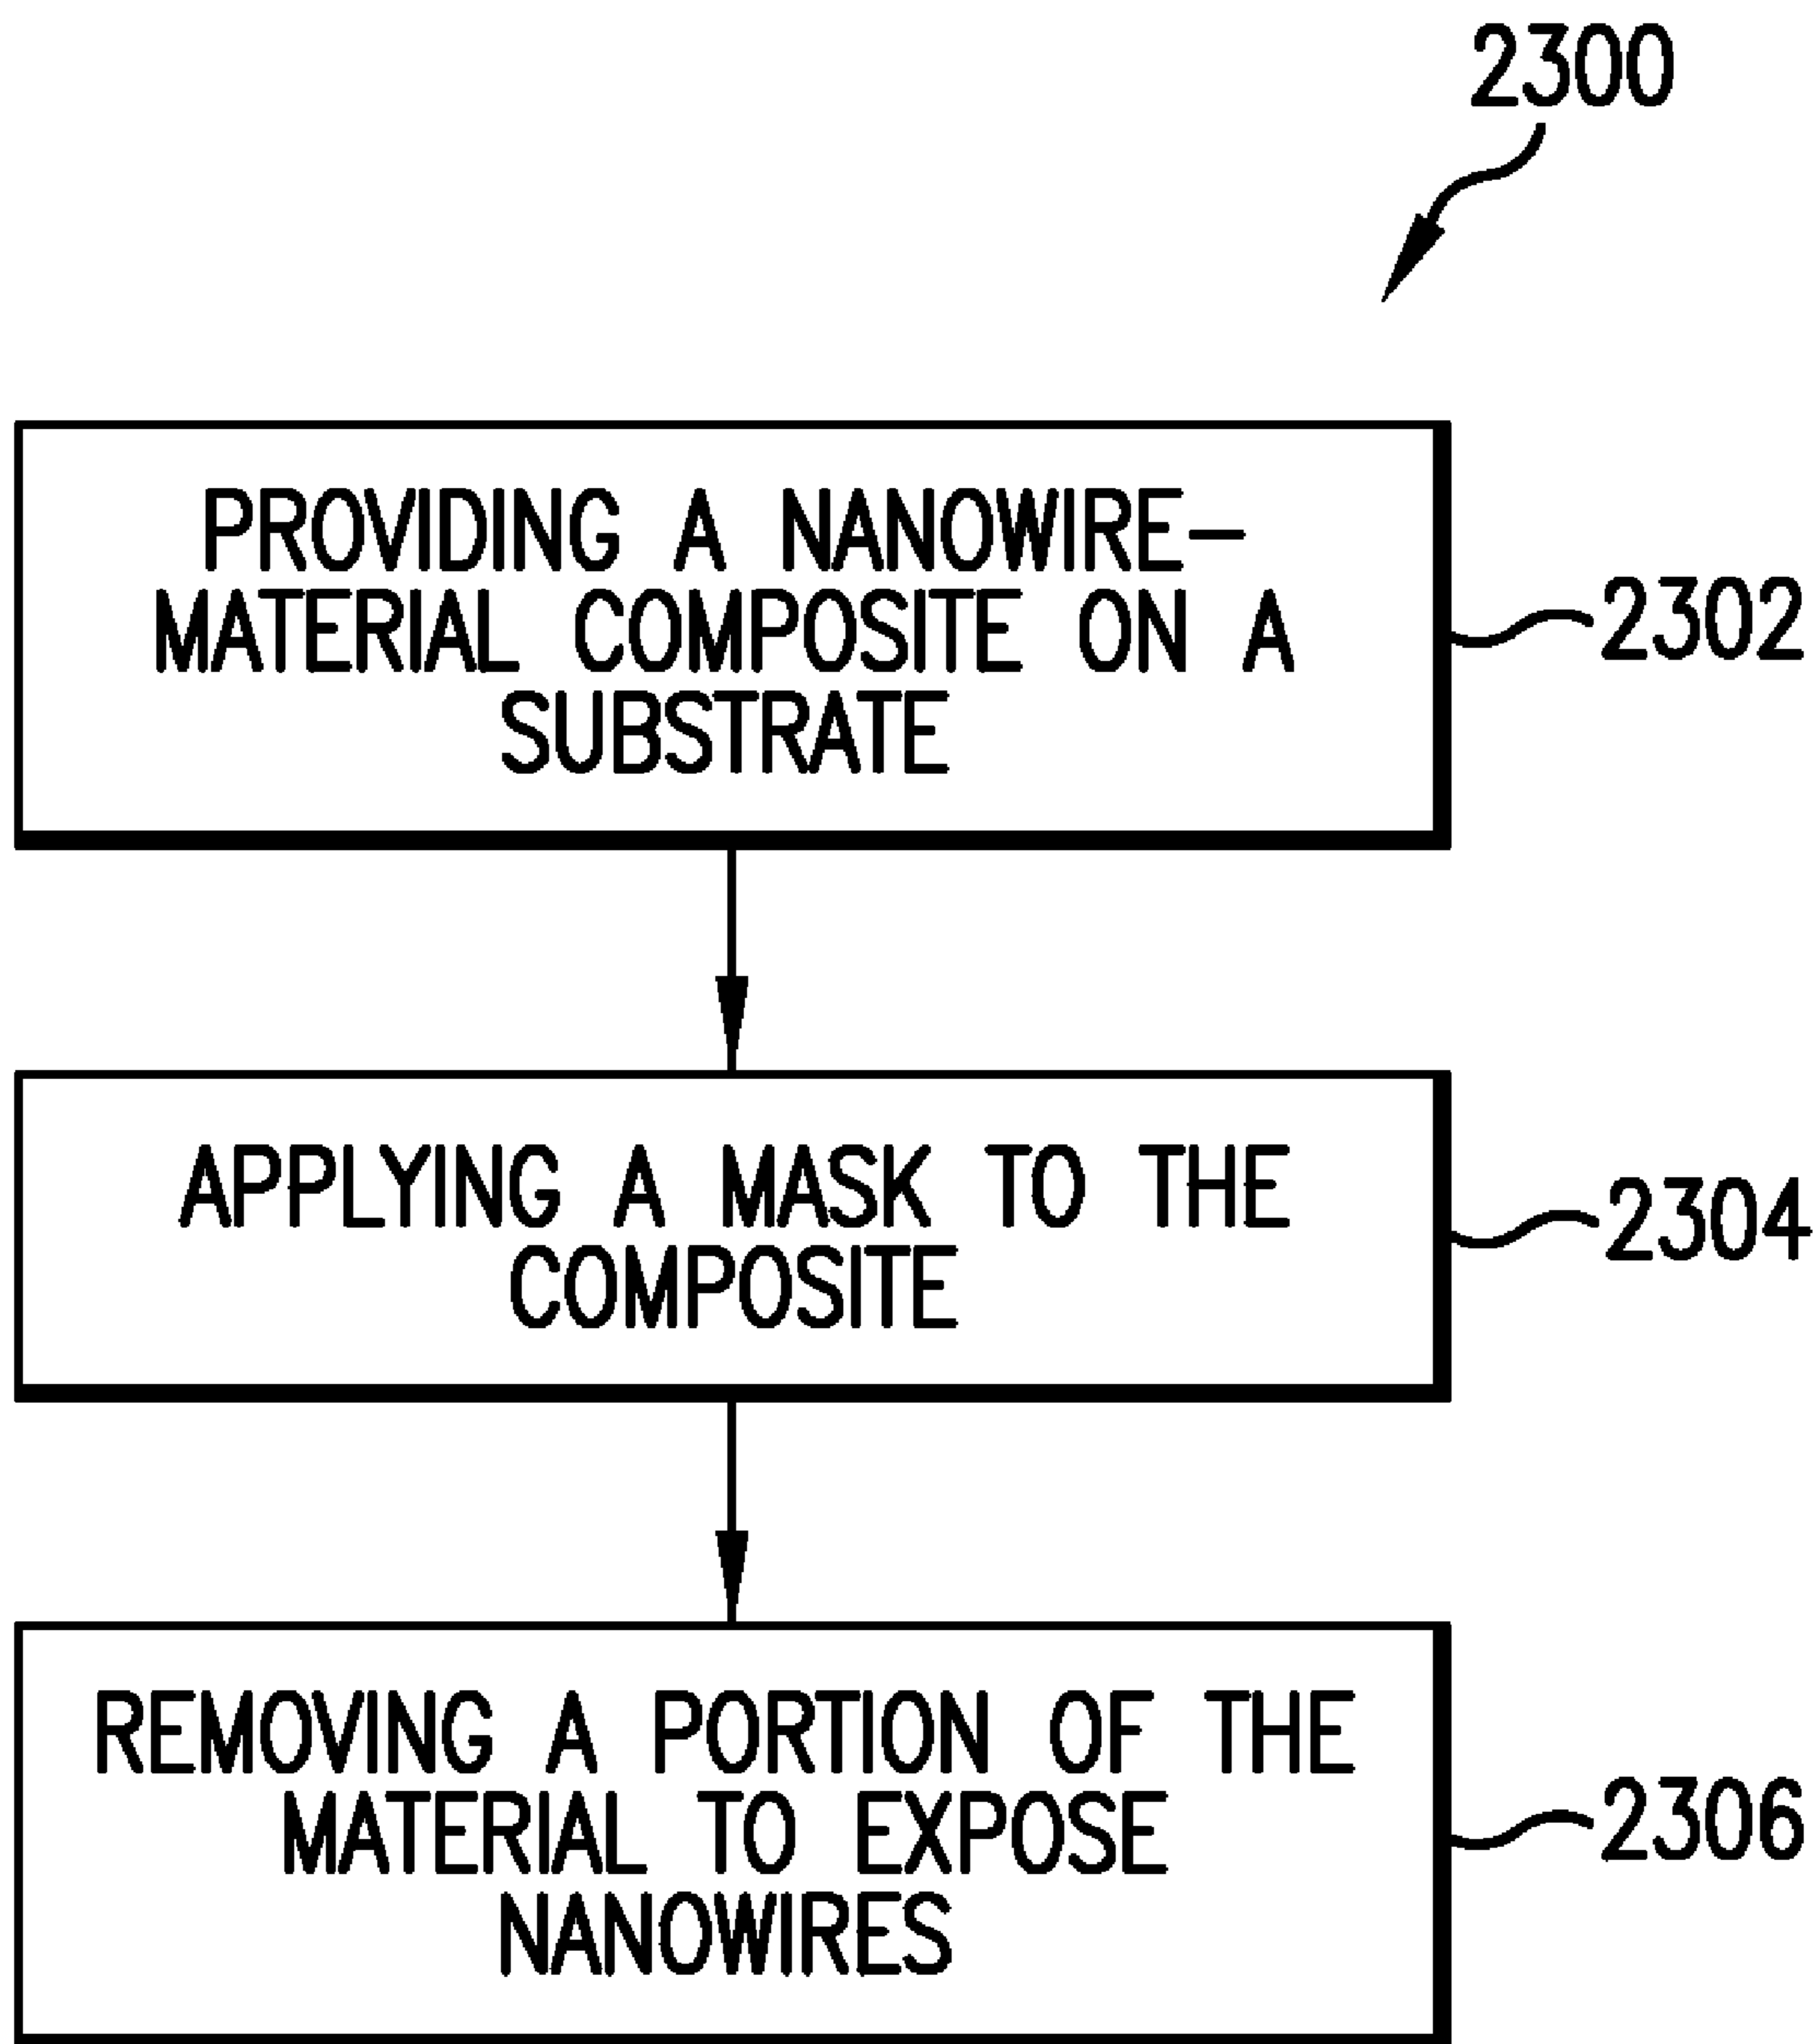 2300
PROVIDING A NANOWIRE-
MATERIAL COMPOSITE ON A
SUBSTRATE
2302
APPLYING A MASK TO THE
COMPOSITE
2304
REMOVING A PORTION OF THE
MATERIAL TO EXPOSE
NANOWIRES
2306